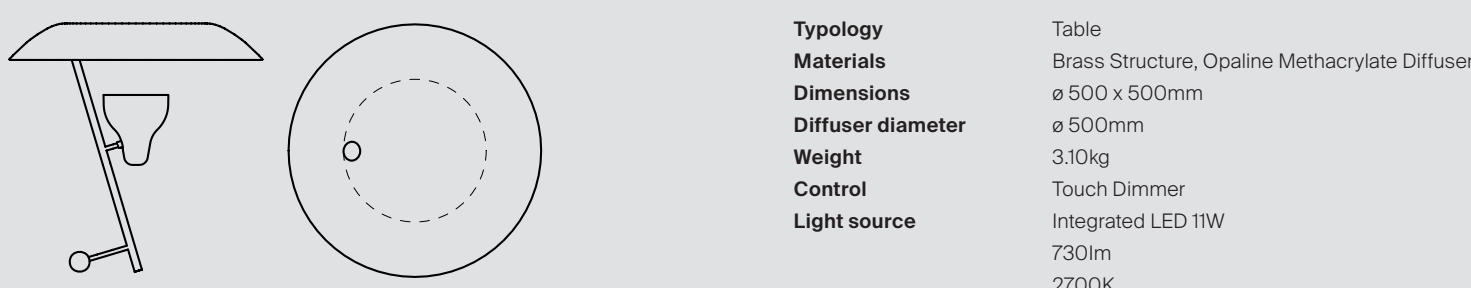 Typology Table
Materials Brass Structure, Opaline Methacrylate Diffuser
Dimensions ø 500 x 500mm
Diffuser diameter ø 500mm
Weight 3.10kg
Control Touch Dimmer
Light source Integrated LED 11W
730lm
2700K